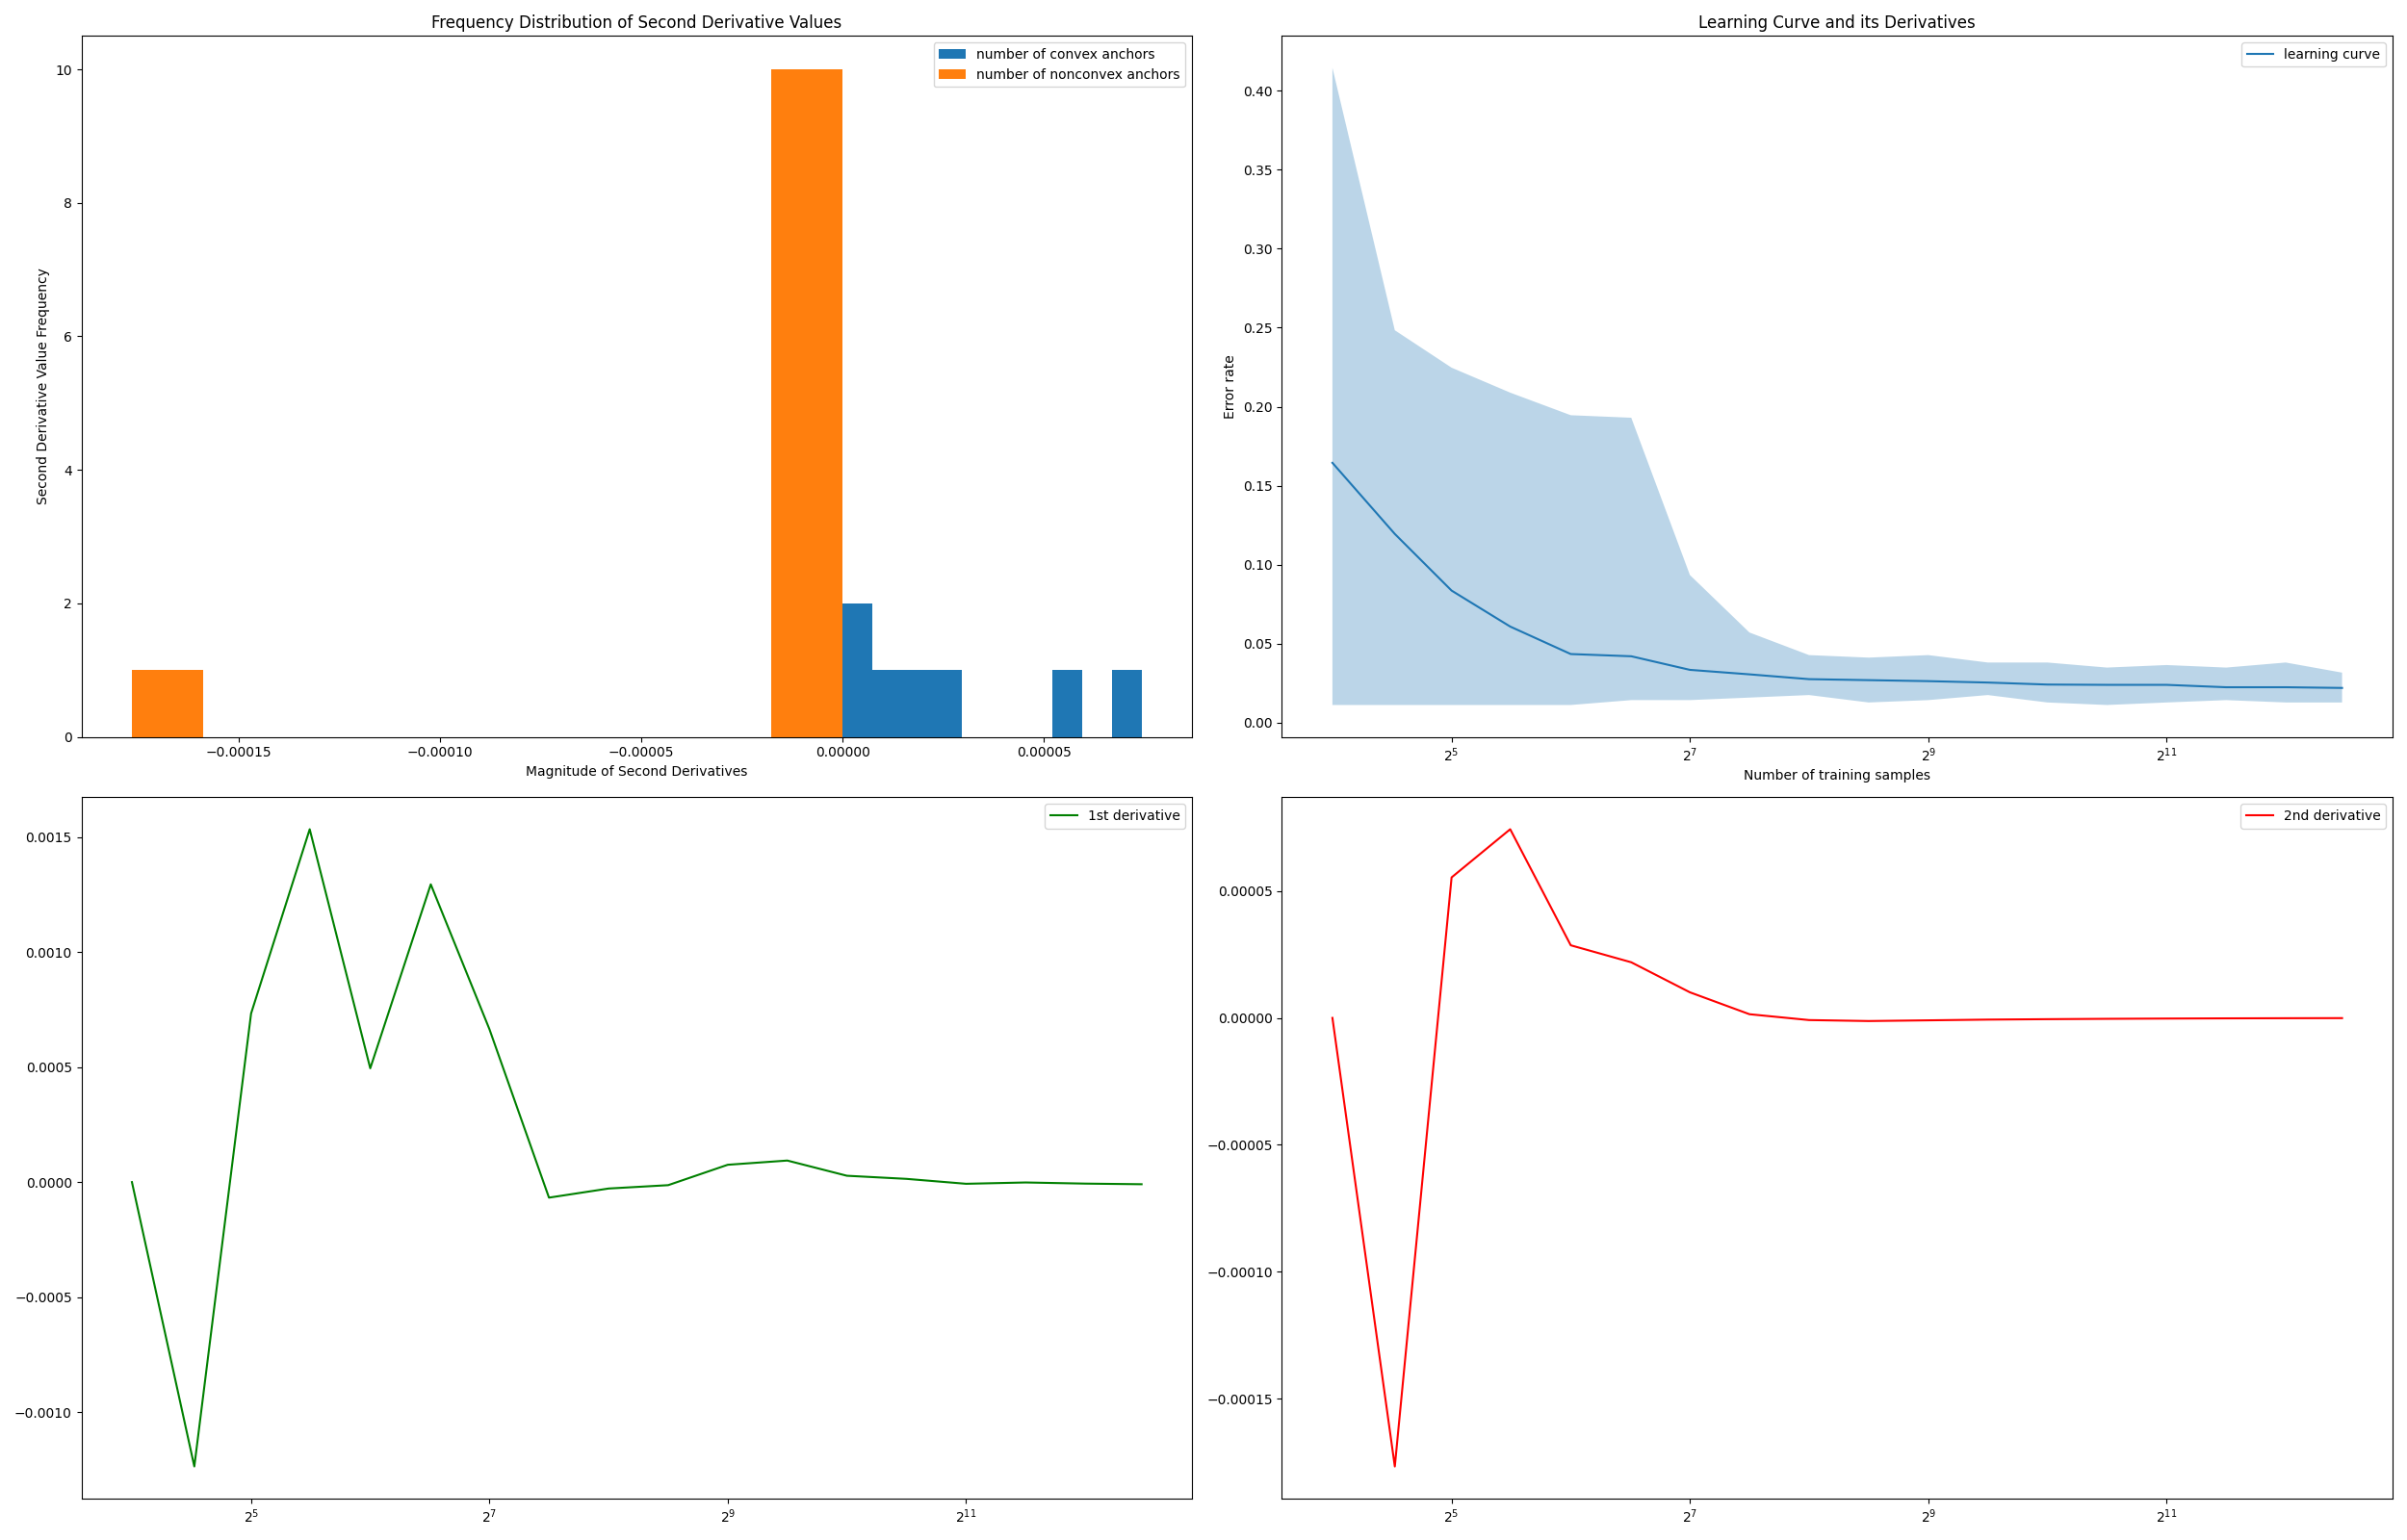 Frequency Distribution of Second Derivative Values
number of convex anchors
number of nonconvex anchors
10
8
6
4
2
0
Second Derivative Value Frequency
−0.00015 −0.00010 −0.00005 0.00000 0.00005
Magnitude of Second Derivatives
Learning Curve and its Derivatives
learning curve
0.40
0.35
0.30
0.25
0.20
0.15
0.10
0.05
0.00
Error rate
2⁵ 2⁷ 2⁹ 2¹¹
Number of training samples
1st derivative
0.0015
0.0010
0.0005
0.0000
−0.0005
−0.0010
2⁵ 2⁷ 2⁹ 2¹¹
2nd derivative
0.00005
0.00000
−0.00005
−0.00010
−0.00015
2⁵ 2⁷ 2⁹ 2¹¹